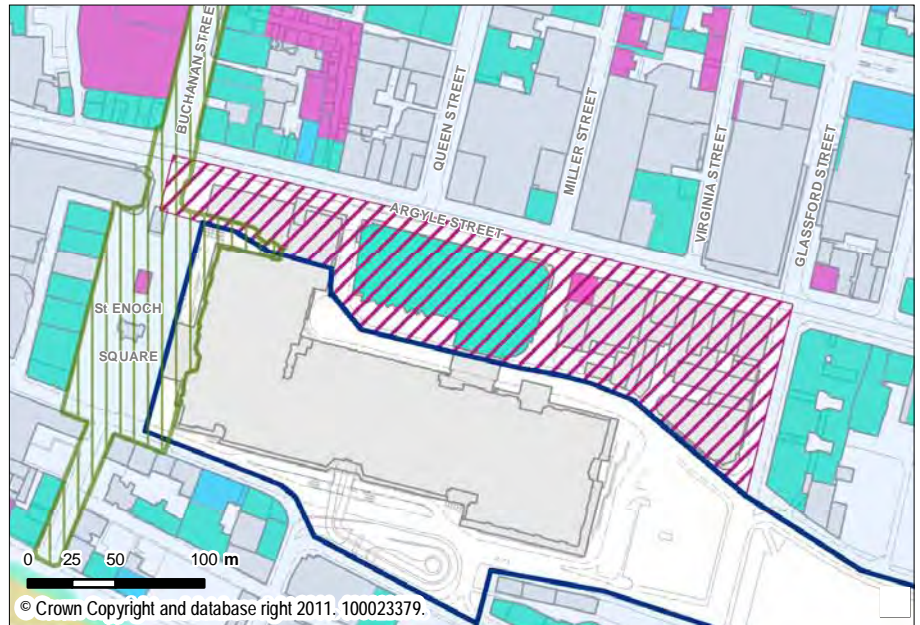 BUCHANAN STREET
QUEEN STREET
MILLER STREET
VIRGINIA STREET
GLASSFORD STREET
ARGYLE STREET
St ENOCH
SQUARE
0 25 50 100 m
© Crown Copyright and database right 2011. 100023379.